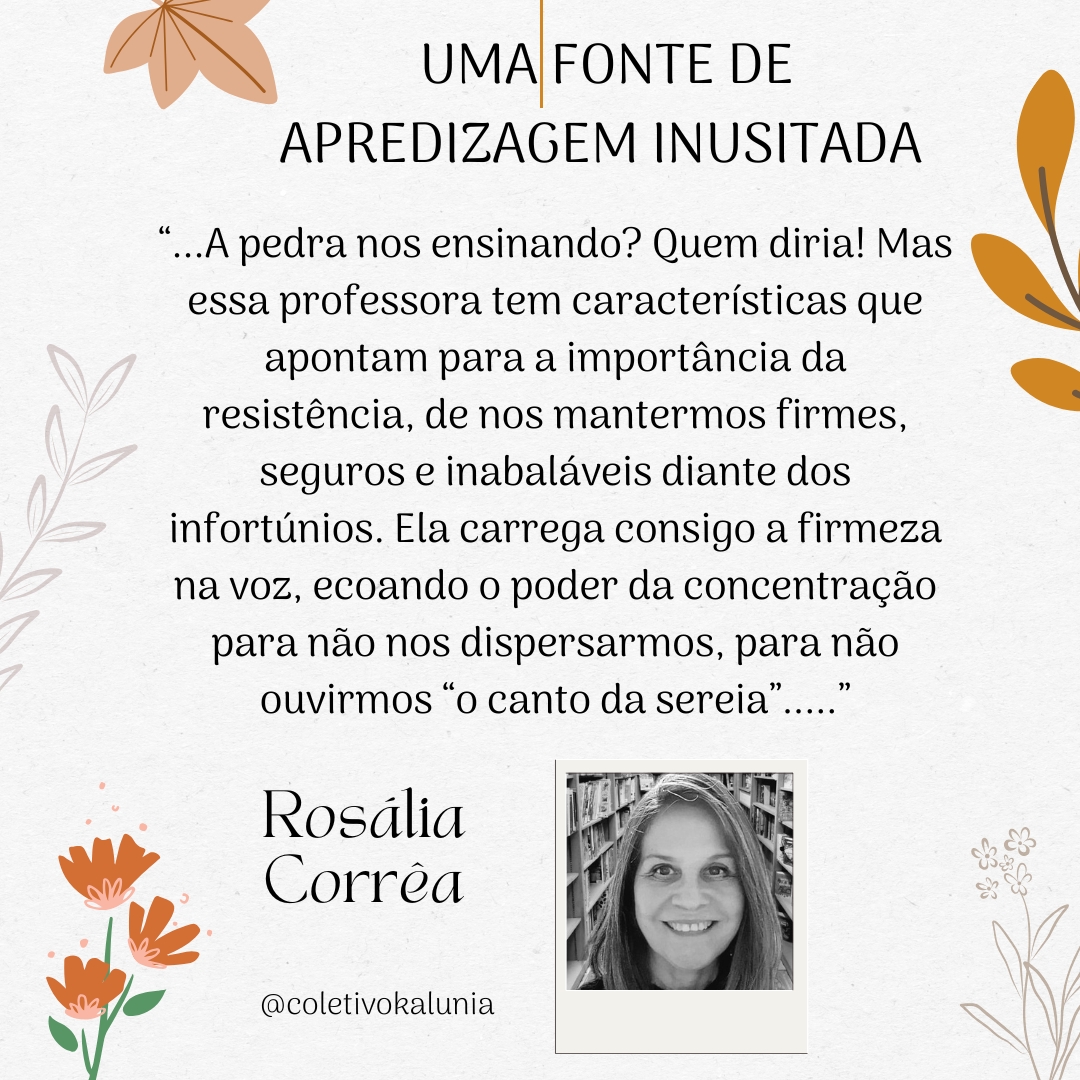 UMA FONTE DE
APREDIZAGEM INUSITADA
“...A pedra nos ensinando? Quem diria! Mas
essa professora tem características que
apontam para a importância da
resistência, de nos mantermos firmes,
seguros e inabaláveis diante dos
infortúnios. Ela carrega consigo a firmeza
na voz, ecoando o poder da concentração
para não nos dispersarmos, para não
ouvirmos “o canto da sereia”.....”
Rosália
Corrêa
@coletivokalunia